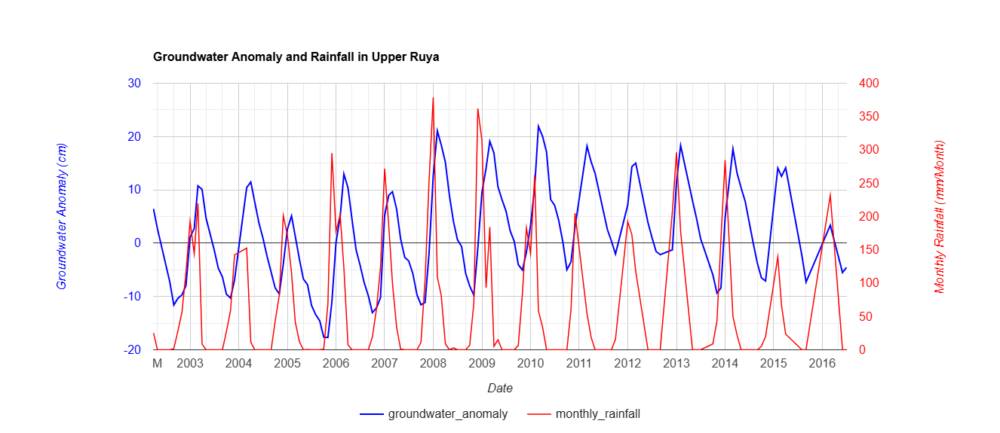 Groundwater Anomaly and Rainfall in Upper Ruya
30
20
10
0
-10
-20
Groundwater Anomaly (cm)
400
350
300
250
200
150
100
50
0
Monthly Rainfall (mm/Month)
M 2003 2004 2005 2006 2007 2008 2009 2010 2011 2012 2013 2014 2015 2016
Date
groundwater_anomaly monthly_rainfall